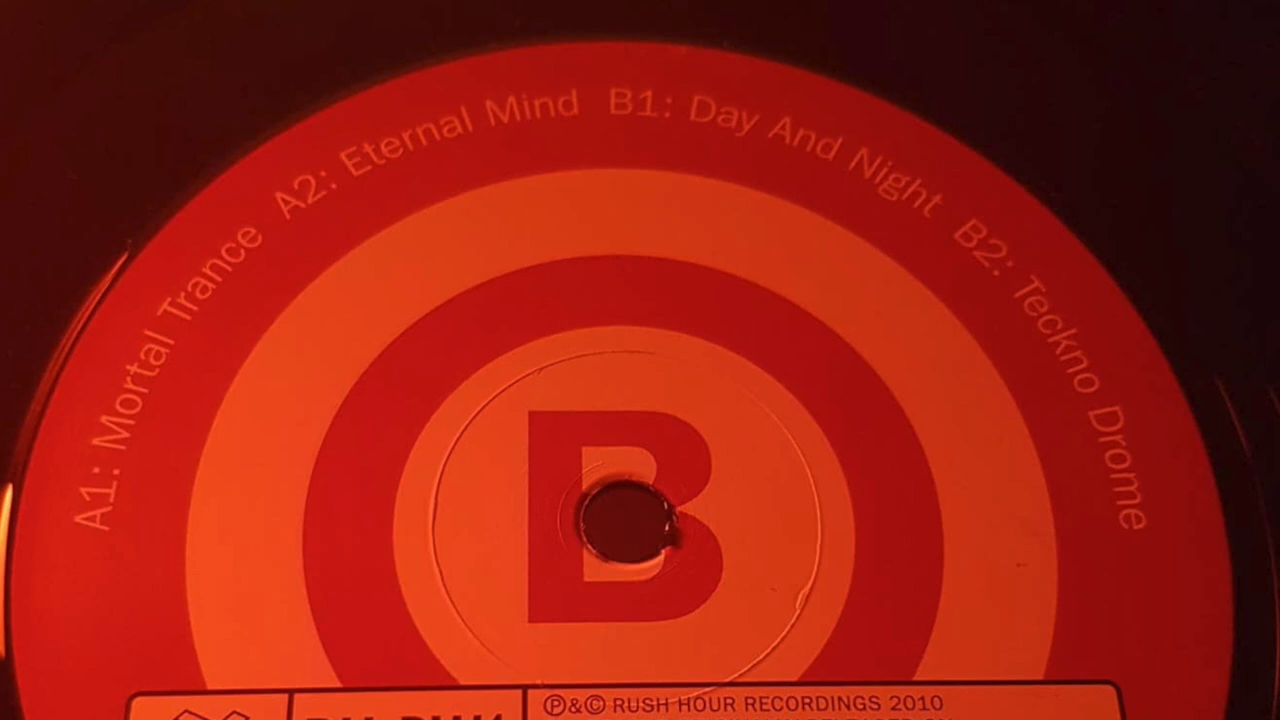 A1: Mortal Trance A2: Eternal Mind B1: Day And Night B2: Teckno Drome
B
℗&© RUSH HOUR RECORDINGS 2010